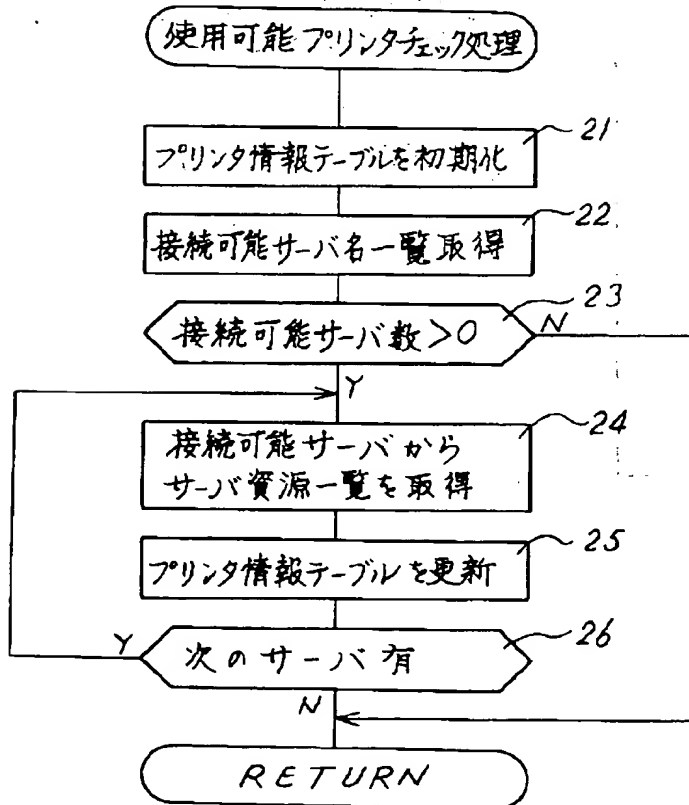 使用可能プリンタチェック処理
21
プリンタ情報テーブルを初期化
22
接続可能サーバ名一覧取得
23
接続可能サーバ数>0
N
Y
24
接続可能サーバから
サーバ資源一覧を取得
25
プリンタ情報テーブルを更新
26
Y
次のサーバ有
N
RETURN